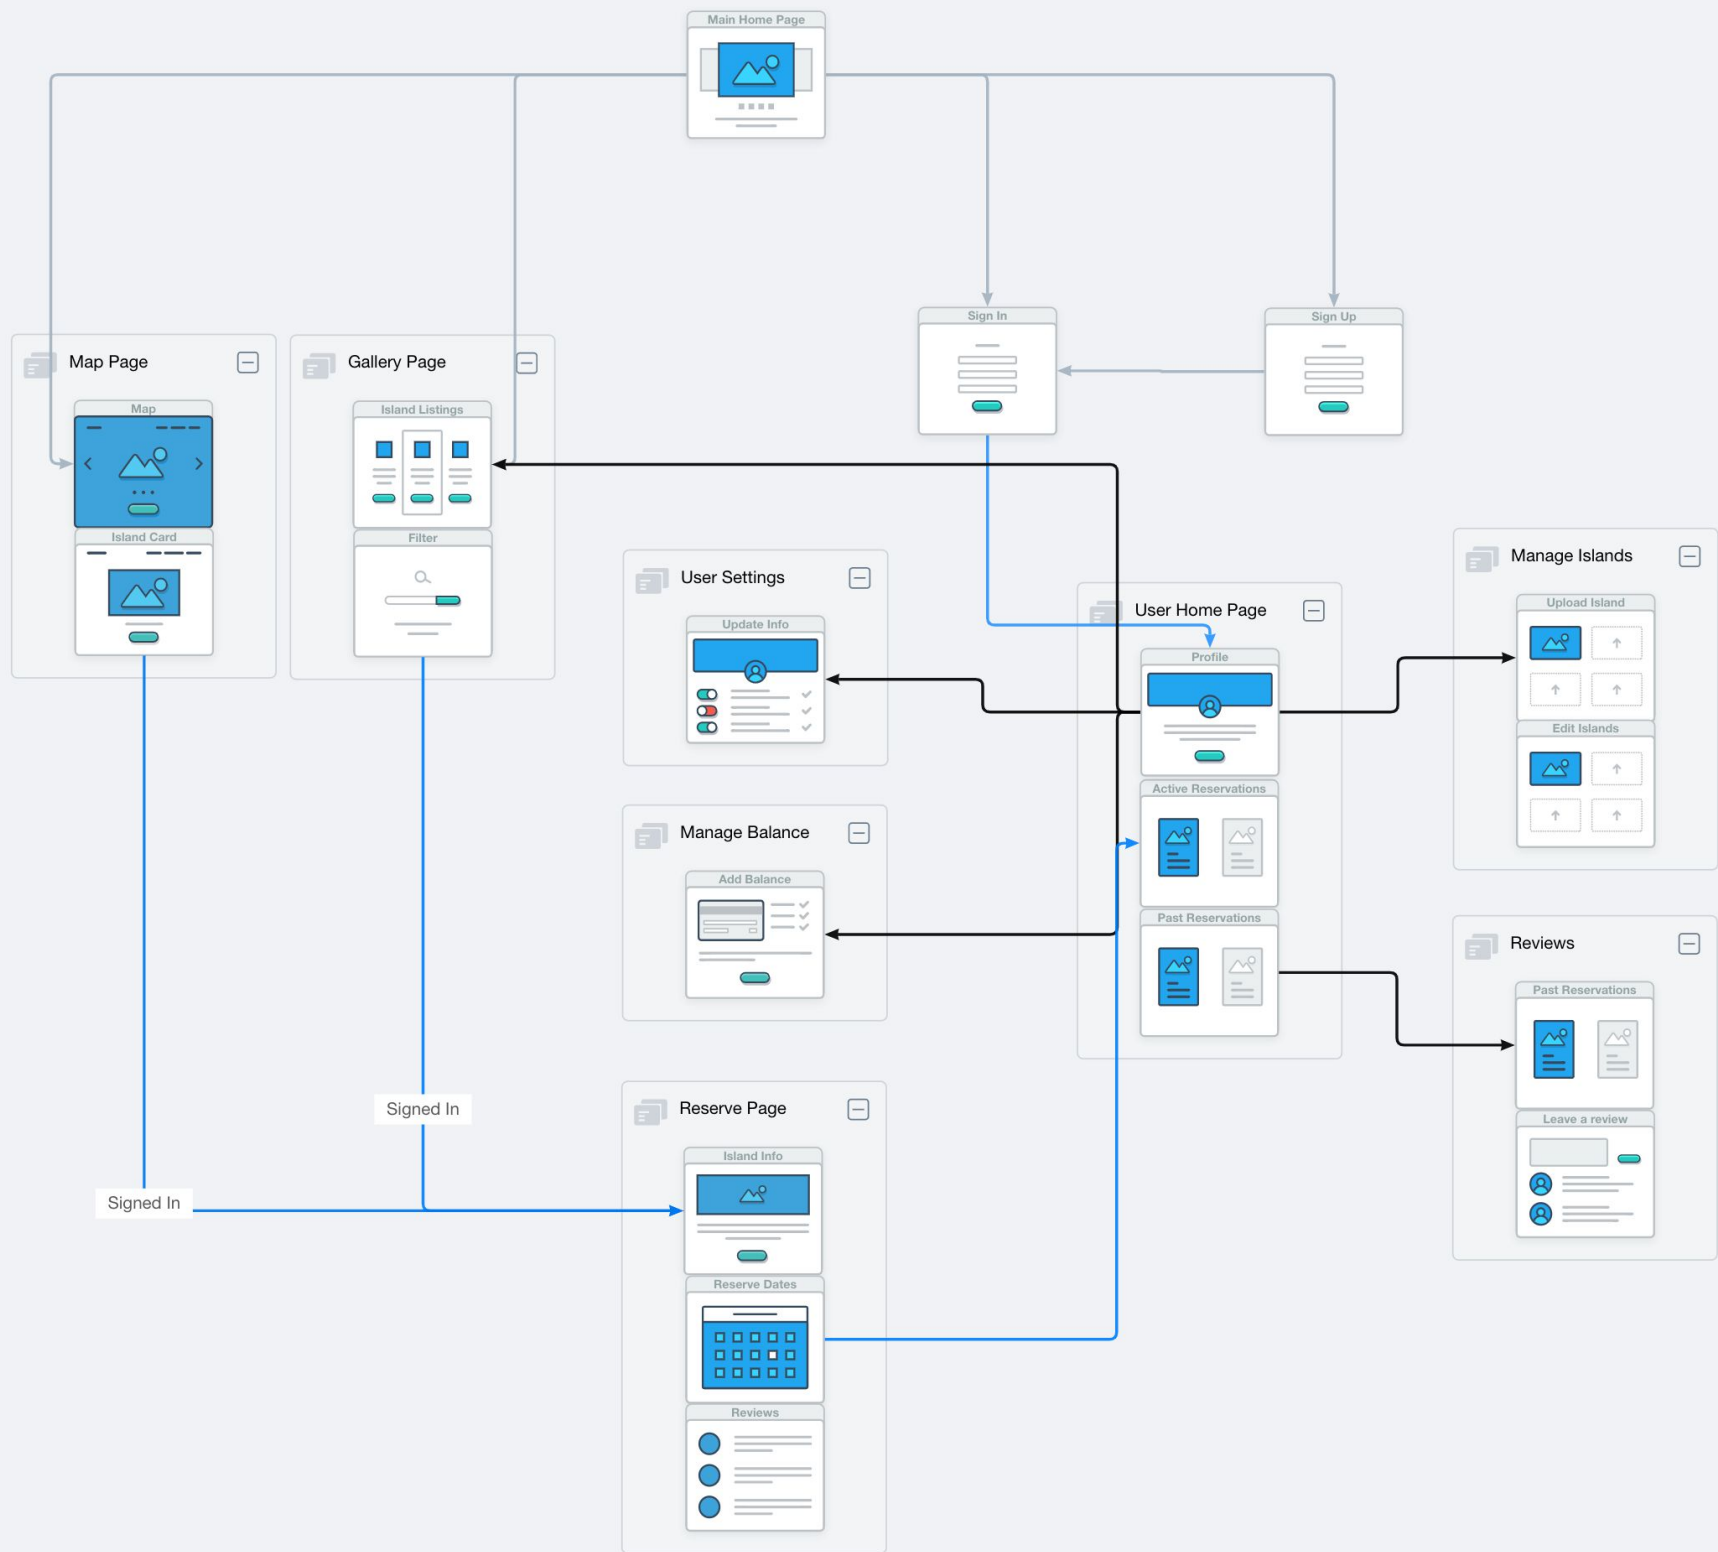 Main Home Page
Sign In
Sign Up
Map Page
Map
Island Card
Gallery Page
Island Listings
Filter
User Settings
Update Info
Manage Balance
Add Balance
User Home Page
Profile
Active Reservations
Past Reservations
Manage Islands
Upload Island
Edit Islands
Reviews
Past Reservations
Leave a review
Signed In
Signed In
Reserve Page
Island Info
Reserve Dates
Reviews